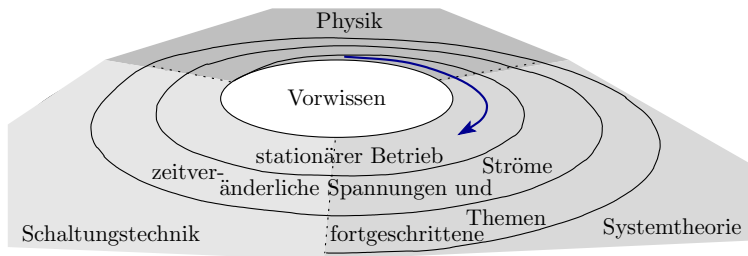 Physik
Vorwissen
stationärer Betrieb
Ströme
zeitver-
änderliche Spannungen und
Themen
Systemtheorie
Schaltungstechnik
fortgeschrittene